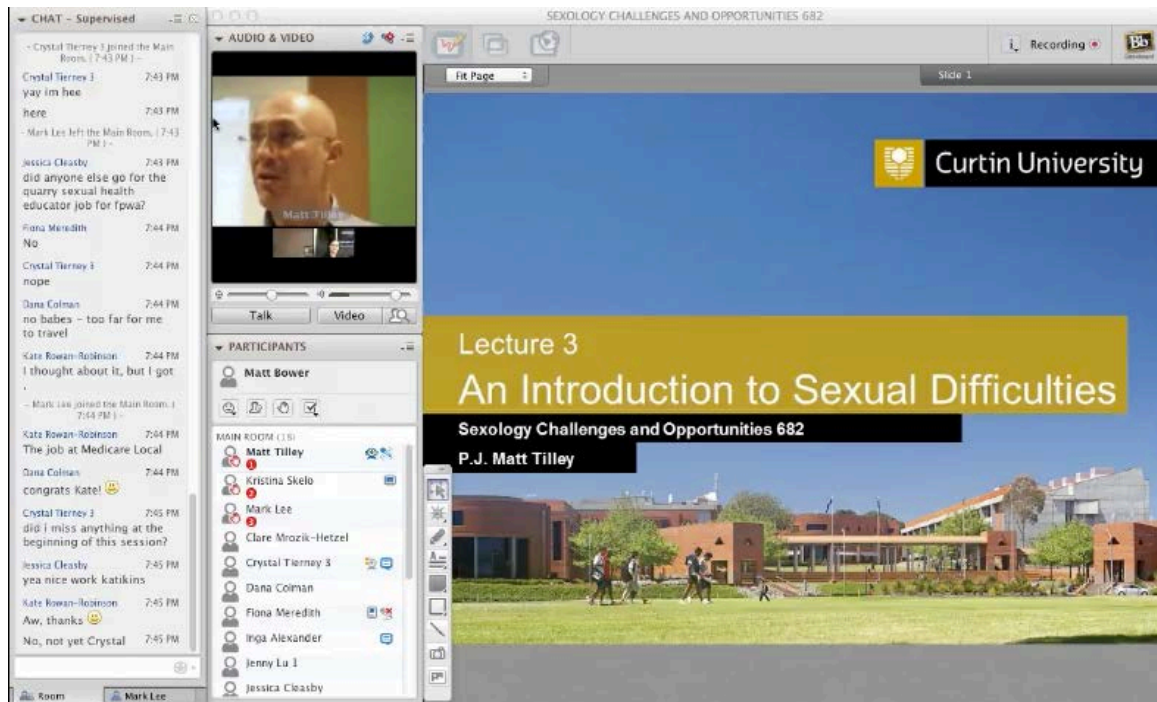 CHAT - Supervised
- Crystal Tierney 3 joined the Main
Room. ( 7:43 PM ) -
Crystal Tierney 3 7:43 PM
yay im hee
here 7:43 PM
- Mark Lee left the Main Room. ( 7:43
PM ) -
Jessica Cleasby 7:43 PM
did anyone else go for the
quarry sexual health
educator job for fpwa?
Fiona Meredith 7:44 PM
No
Crystal Tierney 3 7:44 PM
nope
Dana Colman 7:44 PM
no babes - too far for me
to travel
Kate Rowan-Robinson 7:44 PM
I thought about it, but I got
.
- Mark Lee joined the Main Room. (
7:44 PM ) -
Kate Rowan-Robinson 7:44 PM
The job at Medicare Local
Dana Colman 7:44 PM
congrats Kate!
Crystal Tierney 3 7:45 PM
did i miss anything at the
beginning of this session?
Jessica Cleasby 7:45 PM
yea nice work katikins
Kate Rowan-Robinson 7:45 PM
Aw, thanks
No, not yet Crystal 7:45 PM
Room Mark Lee
SEXOLOGY CHALLENGES AND OPPORTUNITIES 682
AUDIO & VIDEO
Matt Tilley
Talk Video
PARTICIPANTS
Matt Bower
MAIN ROOM (16)
Matt Tilley
1
Kristina Skelo
2
Mark Lee
3
Clare Mrozik-Hetzel
Crystal Tierney 3
Dana Colman
Fiona Meredith
Inga Alexander
Jenny Lu 1
Jessica Cleasby
Recording
Bb
Fit Page
Slide 1
Curtin University
Lecture 3
An Introduction to Sexual Difficulties
Sexology Challenges and Opportunities 682
P.J. Matt Tilley